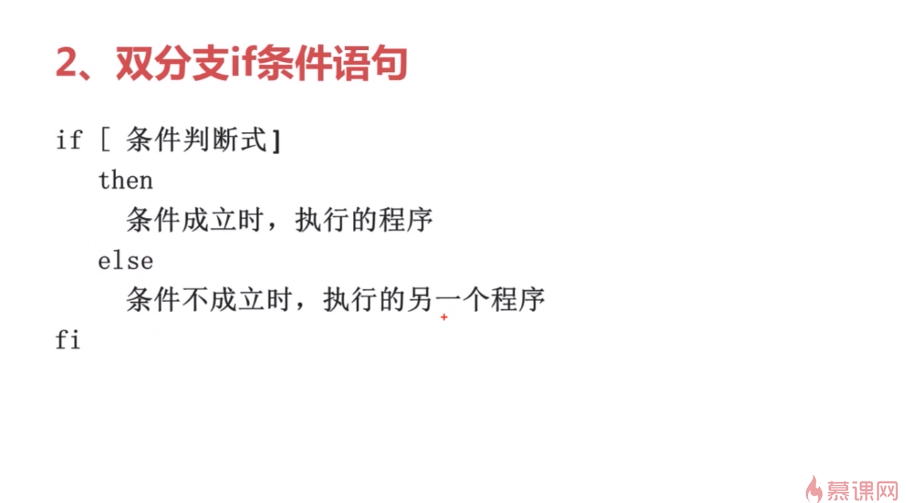 2、双分支if条件语句
if [ 条件判断式]
then
条件成立时，执行的程序
else
条件不成立时，执行的另一个程序
fi
慕课网